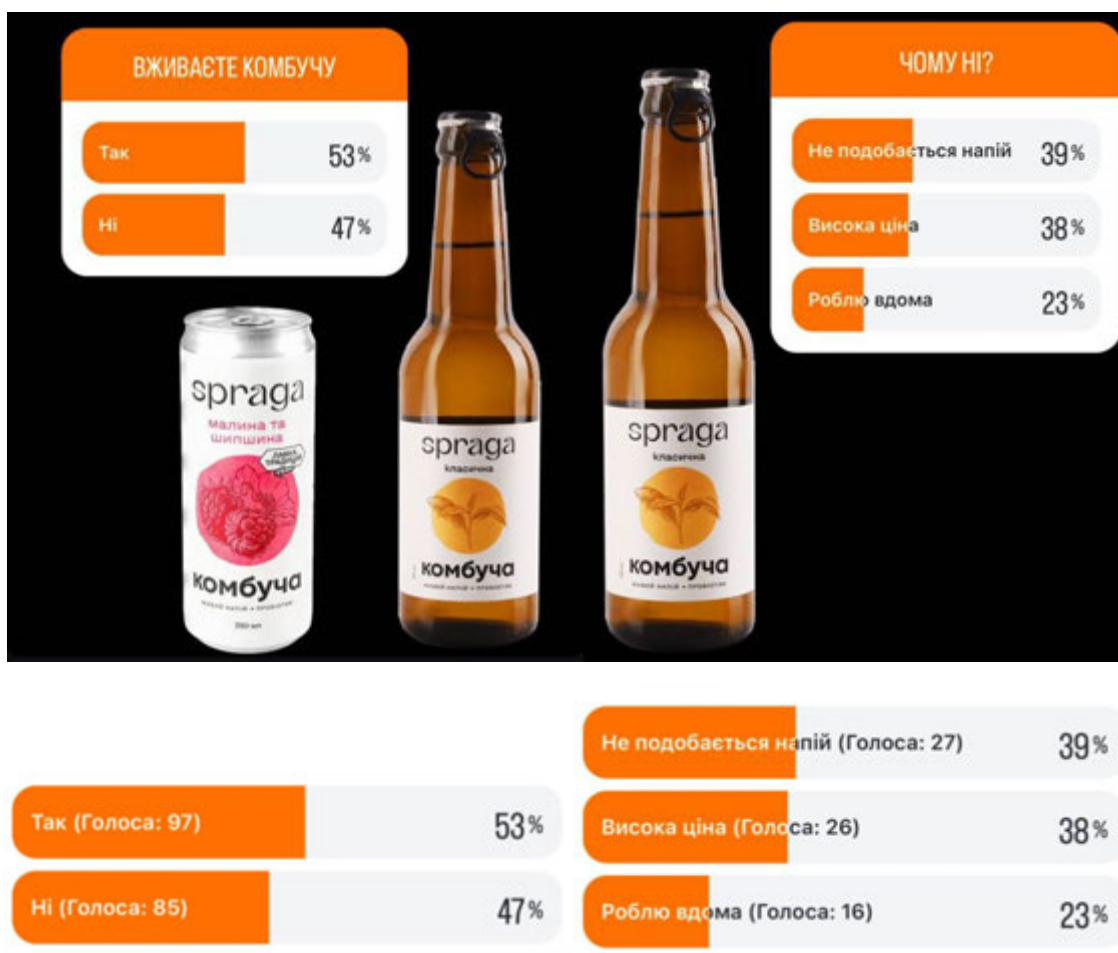 ВЖИВАЄТЕ КОМБУЧУ
Так 53%
Ні 47%
ЧОМУ НІ?
Не подобається напій 39%
Висока ціна 38%
Роблю вдома 23%
spraga
малина та
шипшина
комбуча
spraga
класична
комбуча
spraga
класична
комбуча
Так (Голоса: 97) 53%
Ні (Голоса: 85) 47%
Не подобається напій (Голоса: 27) 39%
Висока ціна (Голоса: 26) 38%
Роблю вдома (Голоса: 16) 23%